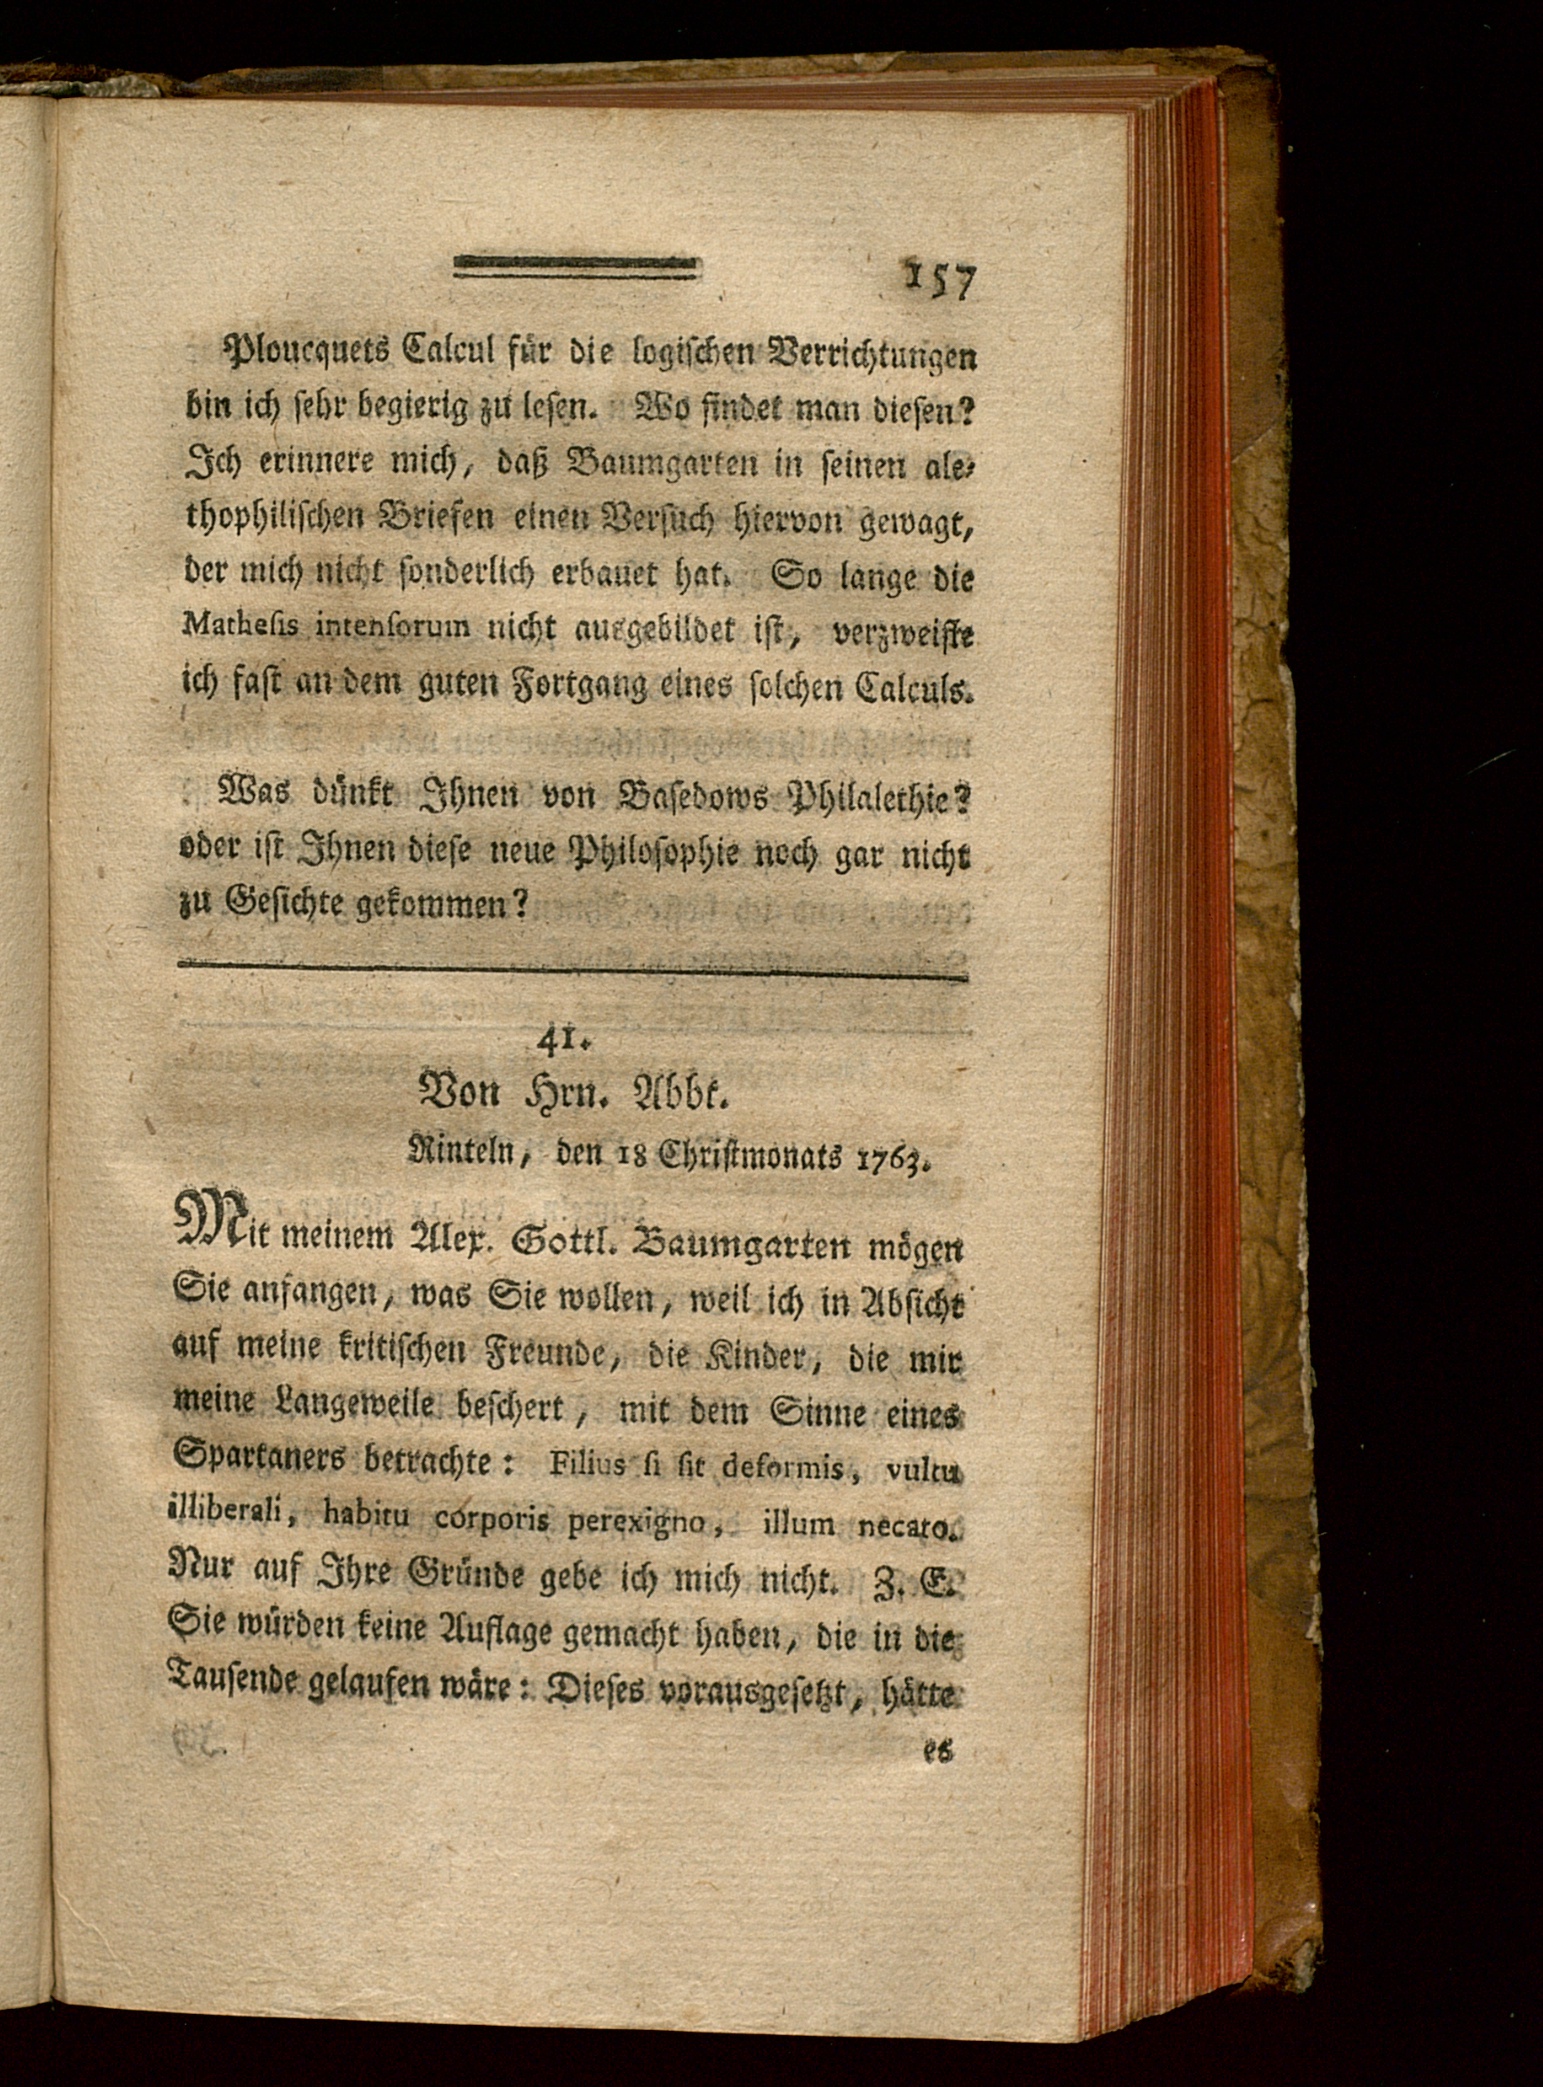 157
Ploucquets Calcul für die logischen Verrichtungen
bin ich sehr begierig zu lesen. Wo findet man diesen?
Ich erinnere mich, daß Baumgarten in seinen ale-
thophilischen Briefen einen Versuch hiervon gewagt,
der mich nicht sonderlich erbauet hat. So lange die
Mathesis intensorum nicht ausgebildet ist, verzweifle
ich fast an dem guten Fortgang eines solchen Calculs.
Was dünkt Ihnen von Basedows Philalethie?
oder ist Ihnen diese neue Philosophie noch gar nicht
zu Gesichte gekommen?
41.
Von Hrn. Abbt.
Rinteln, den 18 Christmonats 1763.
Mit meinem Alex. Gottl. Baumgarten mögen
Sie anfangen, was Sie wollen, weil ich in Absicht
auf meine kritischen Freunde, die Kinder, die mir
meine Langeweile beschert, mit dem Sinne eines
Spartaners betrachte: Filius si sit deformis, vultu
illiberali, habitu corporis perexigno, illum necato.
Nur auf Ihre Gründe gebe ich mich nicht. Z. E.
Sie würden keine Auflage gemacht haben, die in die
Tausende gelaufen wäre: Dieses vorausgesetzt, hätte
es